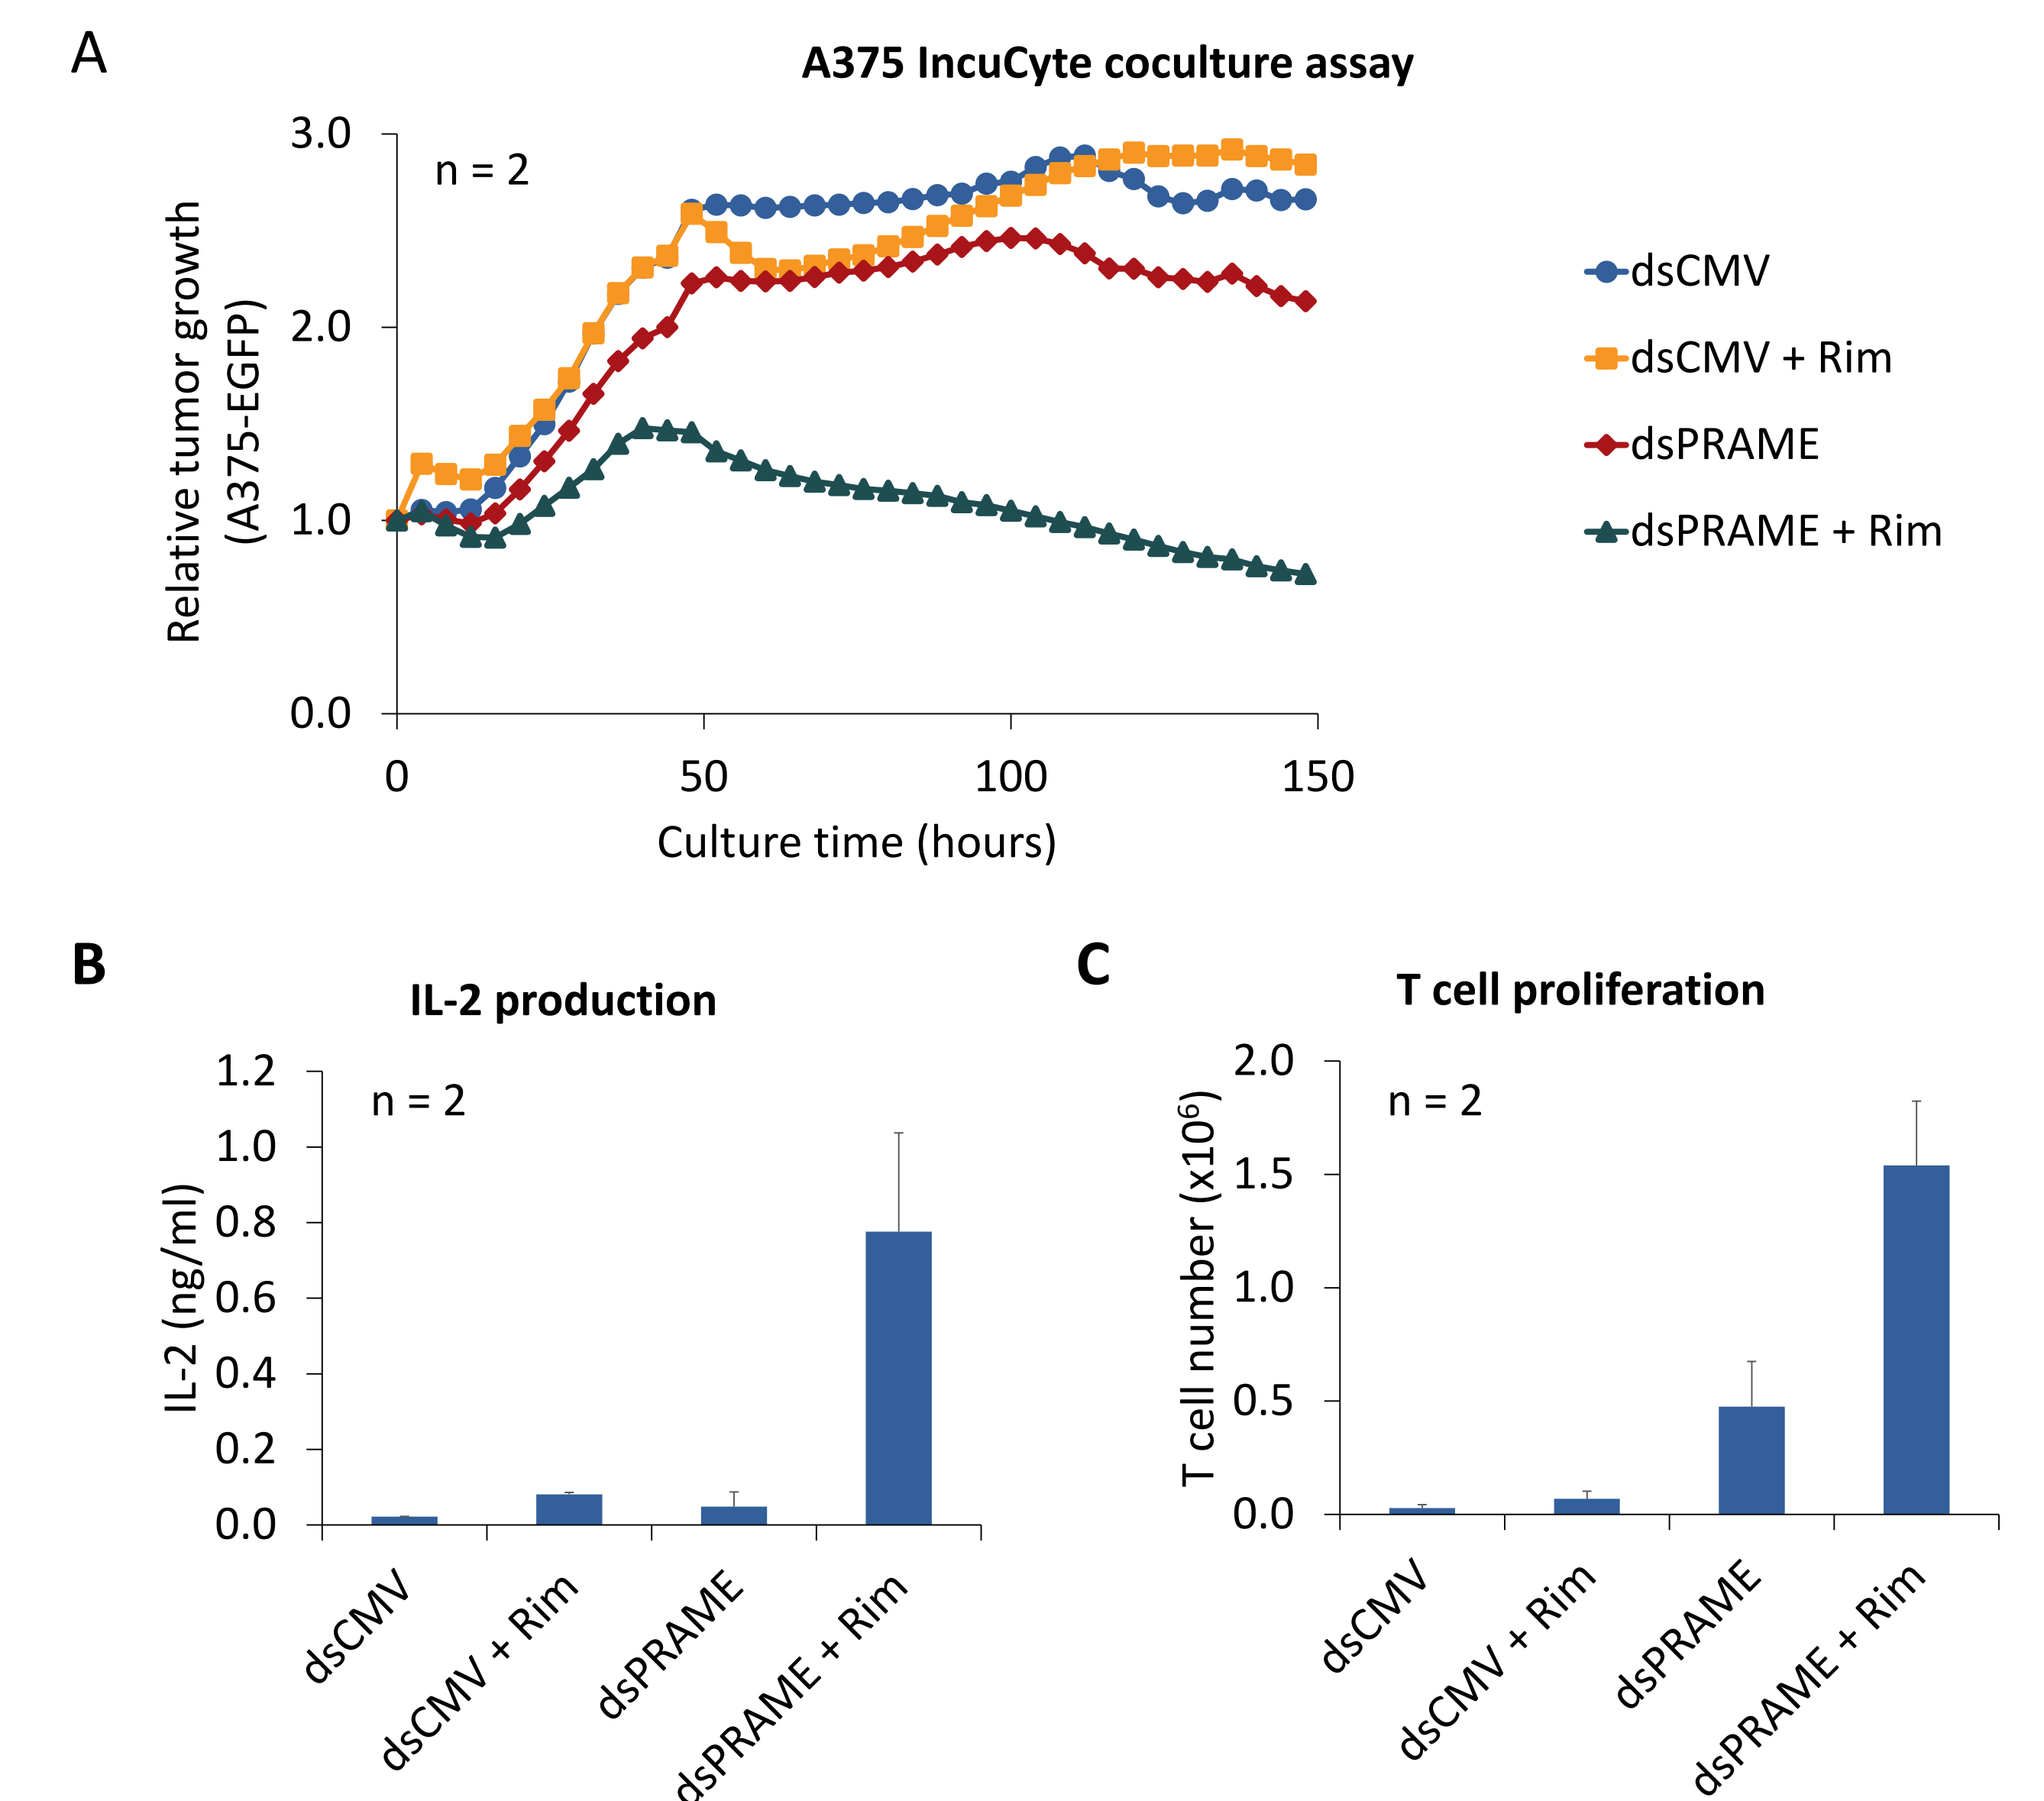 A
A375 IncuCyte coculture assay
n = 2
3.0
2.0
1.0
0.0
Relative tumor growth
(A375-EGFP)
0
50
100
150
Culture time (hours)
dsCMV
dsCMV + Rim
dsPRAME
dsPRAME + Rim
B
IL-2 production
n = 2
1.2
1.0
0.8
0.6
0.4
0.2
0.0
IL-2 (ng/ml)
dsCMV
dsCMV + Rim
dsPRAME
dsPRAME + Rim
C
T cell proliferation
n = 2
2.0
1.5
1.0
0.5
0.0
T cell number (x10⁶)
dsCMV
dsCMV + Rim
dsPRAME
dsPRAME + Rim